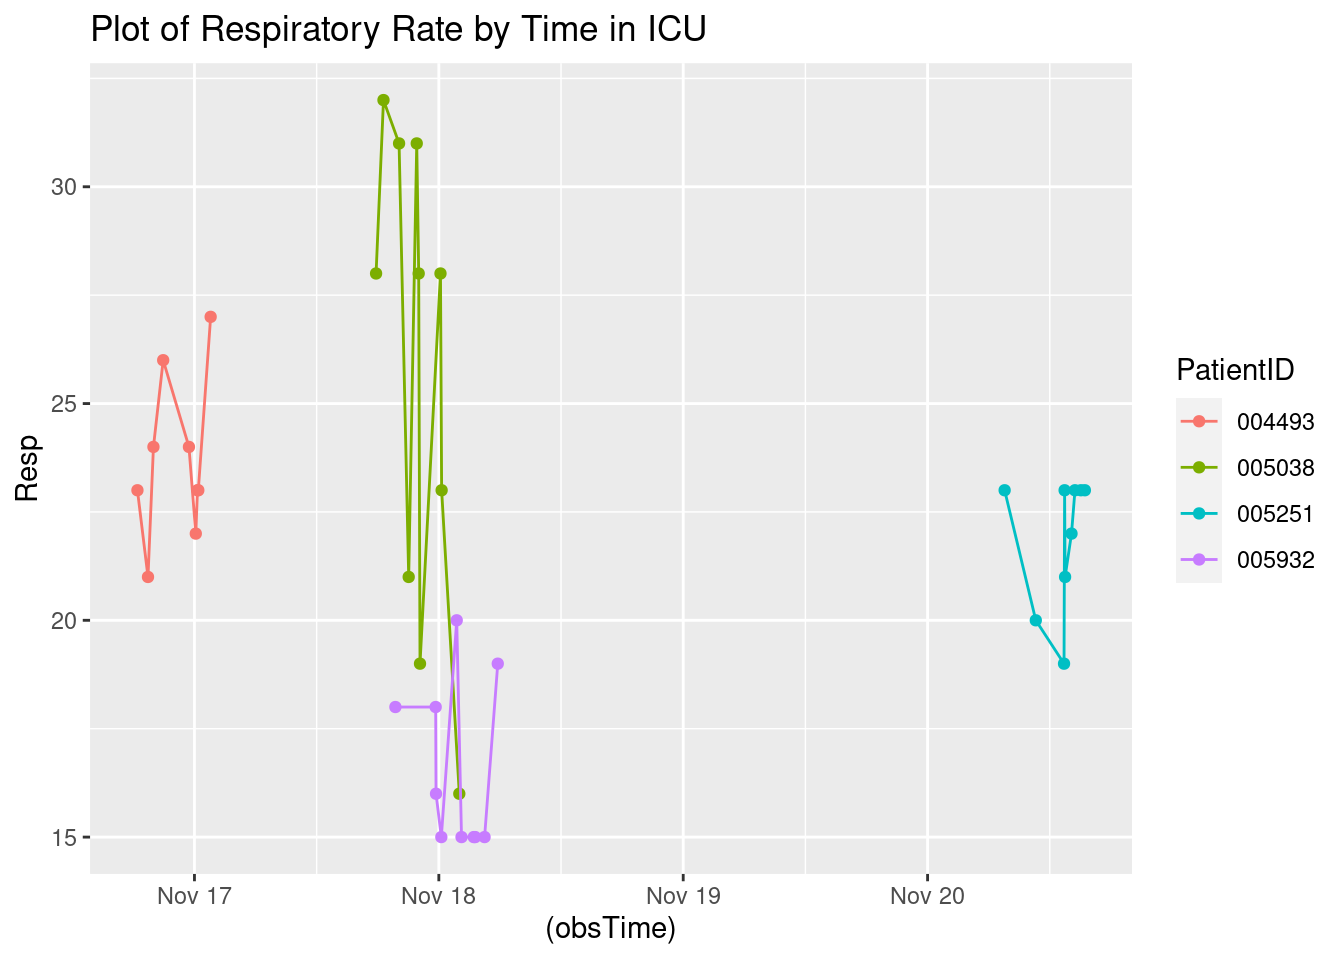 Plot of Respiratory Rate by Time in ICU
Resp
30
25
20
15
Nov 17
Nov 18
Nov 19
Nov 20
(obsTime)
PatientID
004493
005038
005251
005932